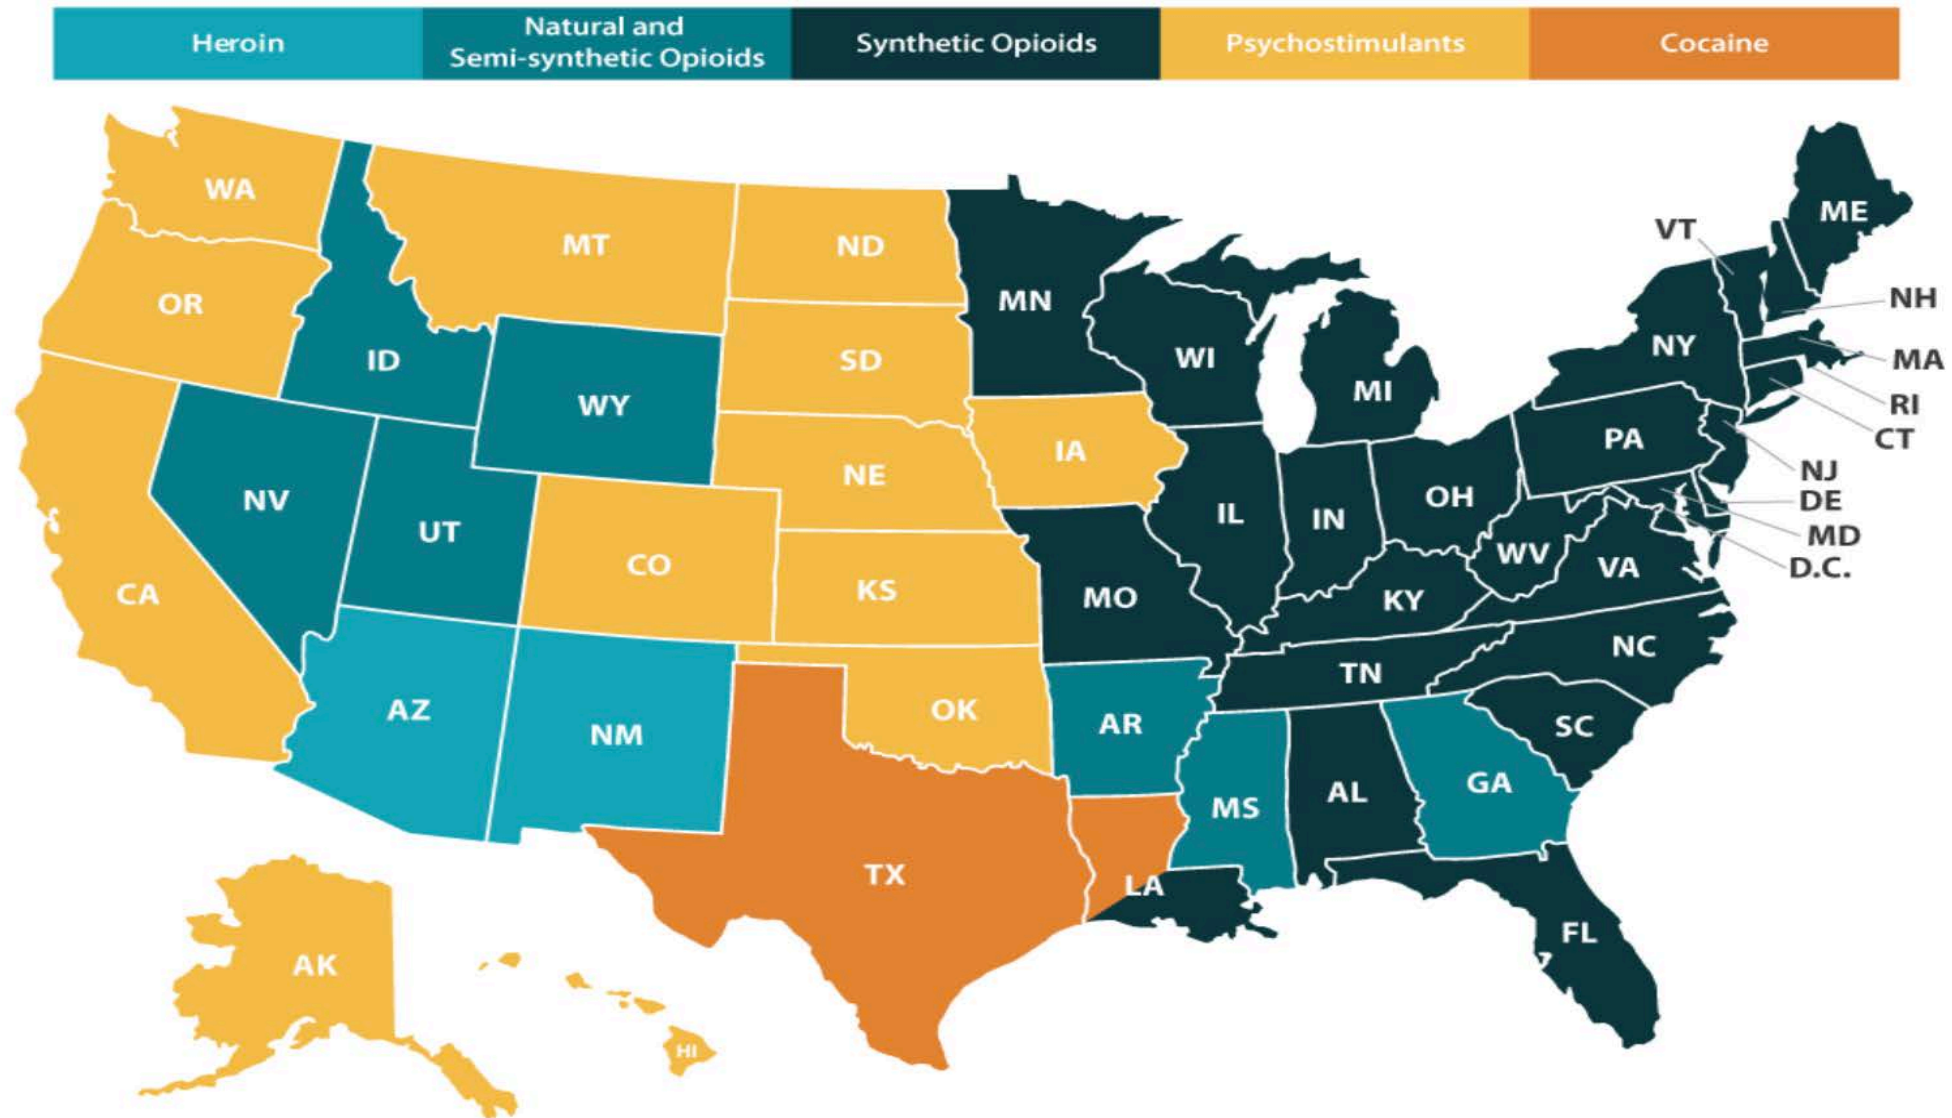 Heroin
Natural and
Semi-synthetic Opioids
Synthetic Opioids
Psychostimulants
Cocaine
WA
MT
ND
MN
ME
VT
OR
ID
SD
WI
MI
NY
NH
MA
RI
CT
WY
NE
IA
PA
NJ
DE
MD
D.C.
NV
UT
CO
KS
CA
IL
IN
OH
WV
VA
MO
KY
NC
TN
AZ
NM
OK
AR
SC
MS
AL
GA
TX
LA
FL
AK
HI